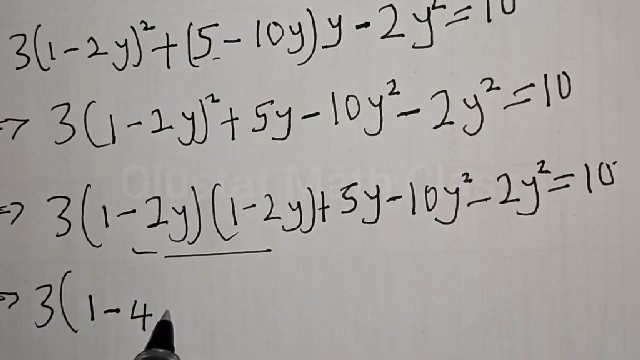 3(1-2y)²+(5-10y)y-2y²=10
⇒ 3(1-2y)²+5y-10y²-2y²=10
⇒ 3(1-2y)(1-2y)+5y-10y²-2y²=10
⇒ 3(1-4